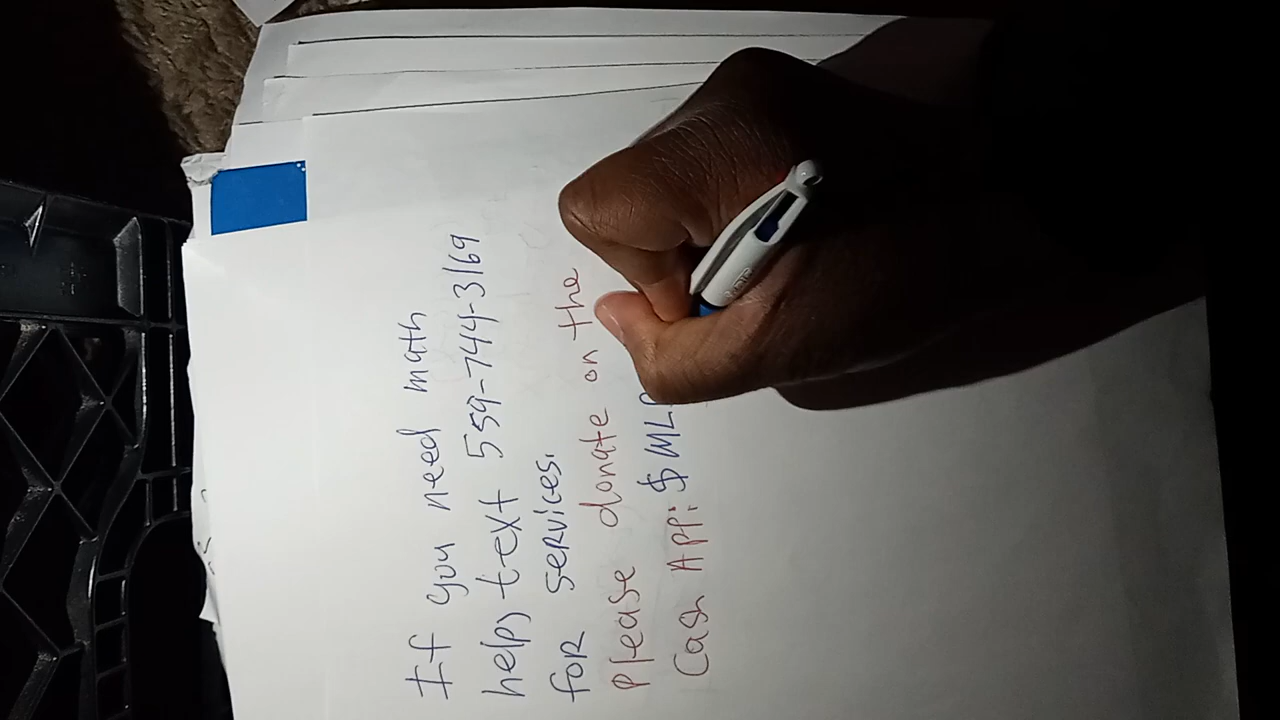 If you need math
help, text 559-744-3169
for services.
Please donate on the
Cash App: $ML